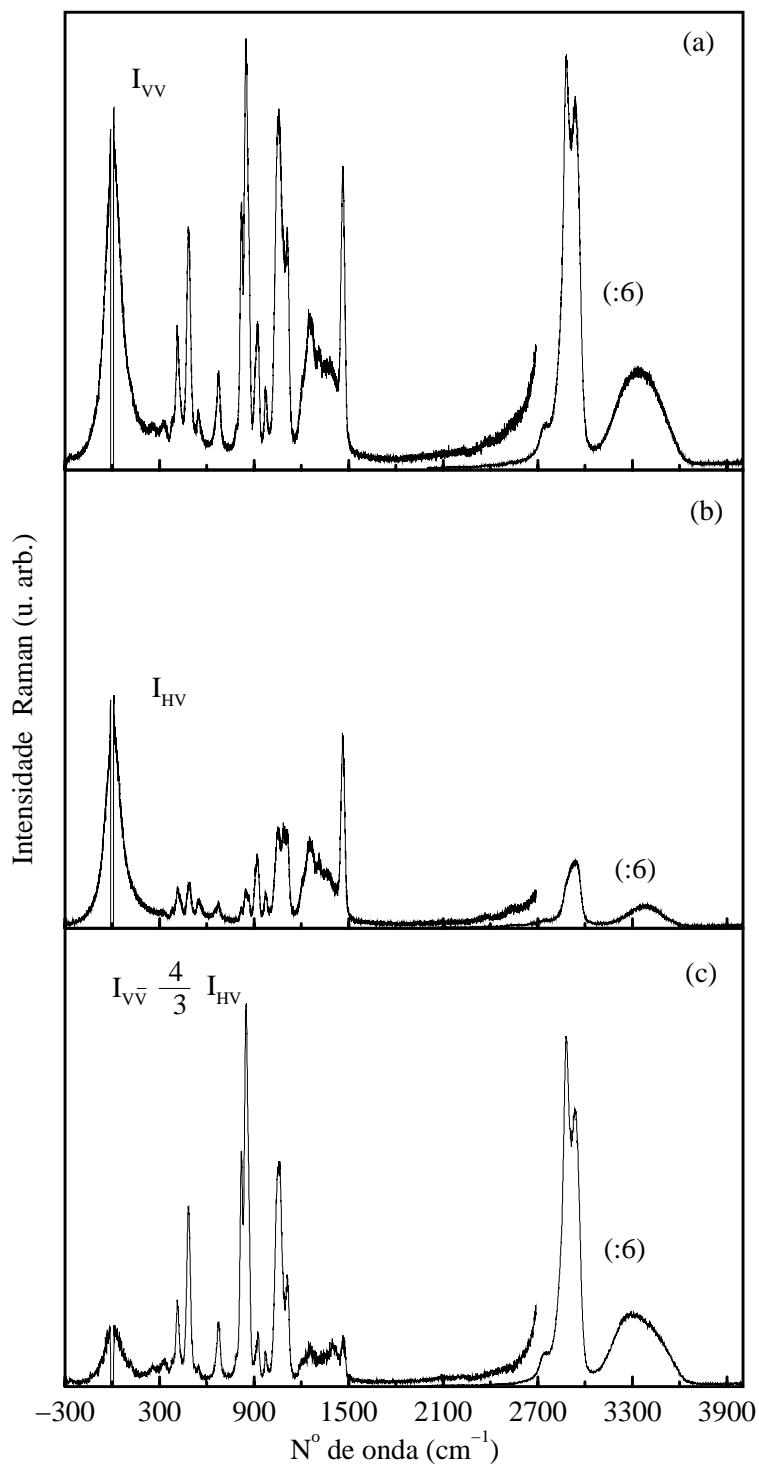 (a)
I_VV
(:6)
(b)
I_HV
(:6)
(c)
I_VV̄ 4/3 I_HV
(:6)
Intensidade Raman (u. arb.)
−300 300 900 1500 2100 2700 3300 3900
Nº de onda (cm⁻¹)